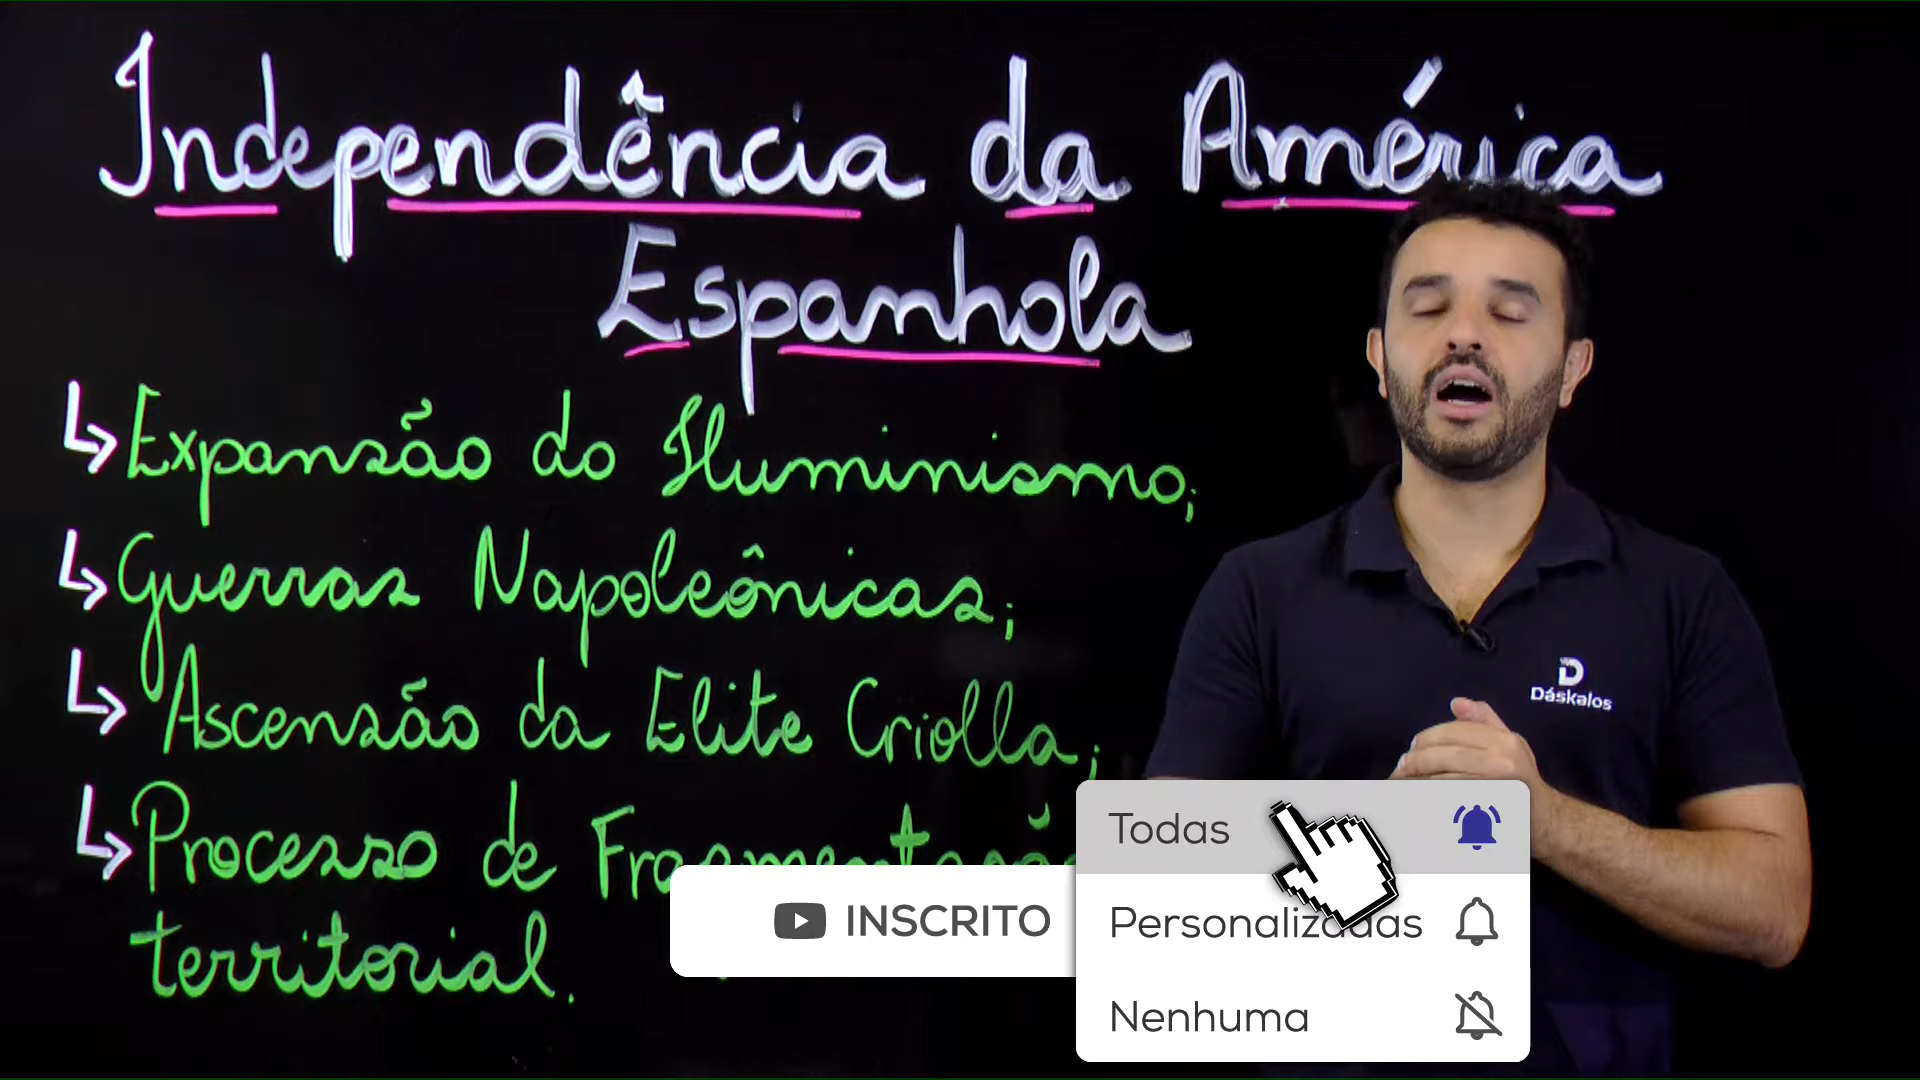 Independência da América
Espanhola
↳ Expansão do Iluminismo;
↳ Guerras Napoleônicas;
↳ Ascensão da Elite Criolla;
↳ Processo de Fragmentação
territorial.
D
Dáskalos
Todas
INSCRITO
Personalizadas
Nenhuma